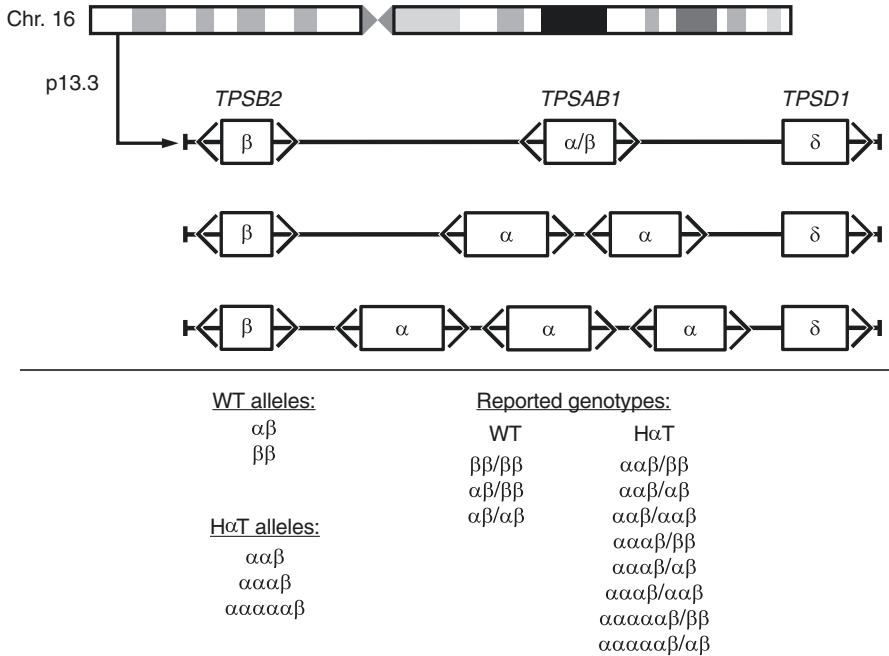 Chr. 16
p13.3
TPSB2 TPSAB1 TPSD1
β α/β δ
β α α δ
β α α α δ
WT alleles:
αβ
ββ
HαT alleles:
ααβ
αααβ
αααααβ
Reported genotypes:
WT HαT
ββ/ββ ααβ/ββ
αβ/ββ ααβ/αβ
αβ/αβ ααβ/ααβ
αααβ/ββ
αααβ/αβ
αααβ/ααβ
αααααβ/ββ
αααααβ/αβ